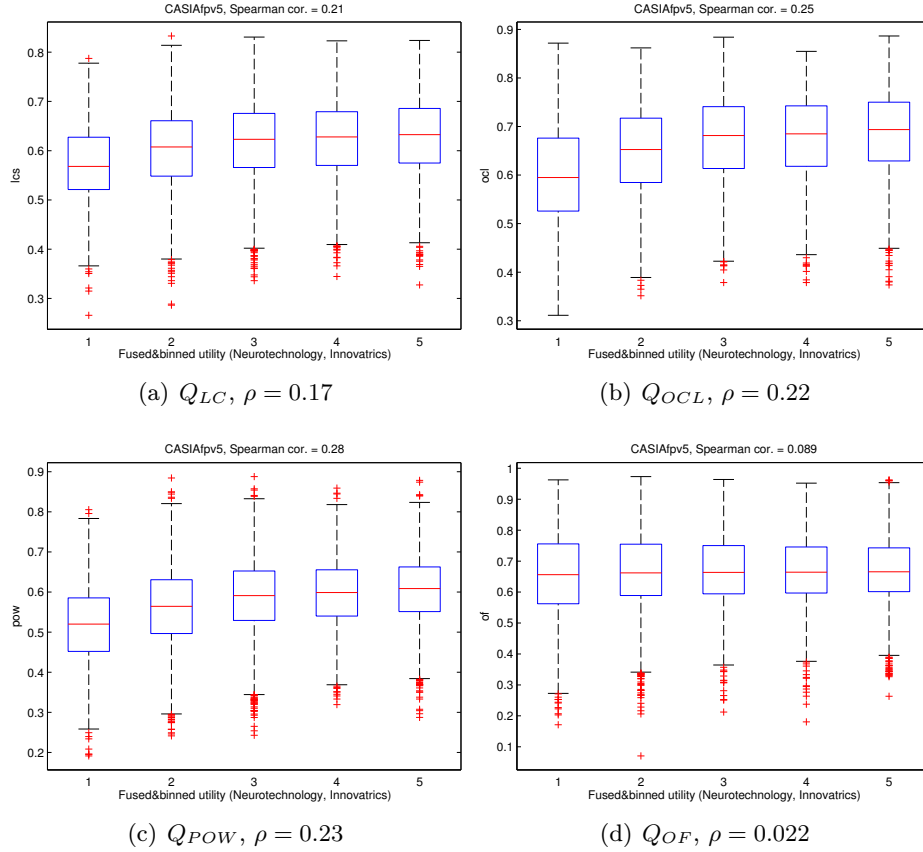 CASIAfpv5, Spearman cor. = 0.21
0.8
0.7
0.6
0.5
0.4
0.3
lcs
1 2 3 4 5
Fused&binned utility (Neurotechnology, Innovatrics)
(a) Q_{LC}, ρ = 0.17
CASIAfpv5, Spearman cor. = 0.25
0.9
0.8
0.7
0.6
0.5
0.4
0.3
ocl
1 2 3 4 5
Fused&binned utility (Neurotechnology, Innovatrics)
(b) Q_{OCL}, ρ = 0.22
CASIAfpv5, Spearman cor. = 0.28
0.9
0.8
0.7
0.6
0.5
0.4
0.3
0.2
pow
1 2 3 4 5
Fused&binned utility (Neurotechnology, Innovatrics)
(c) Q_{POW}, ρ = 0.23
CASIAfpv5, Spearman cor. = 0.089
1
0.9
0.8
0.7
0.6
0.5
0.4
0.3
0.2
0.1
of
1 2 3 4 5
Fused&binned utility (Neurotechnology, Innovatrics)
(d) Q_{OF}, ρ = 0.022